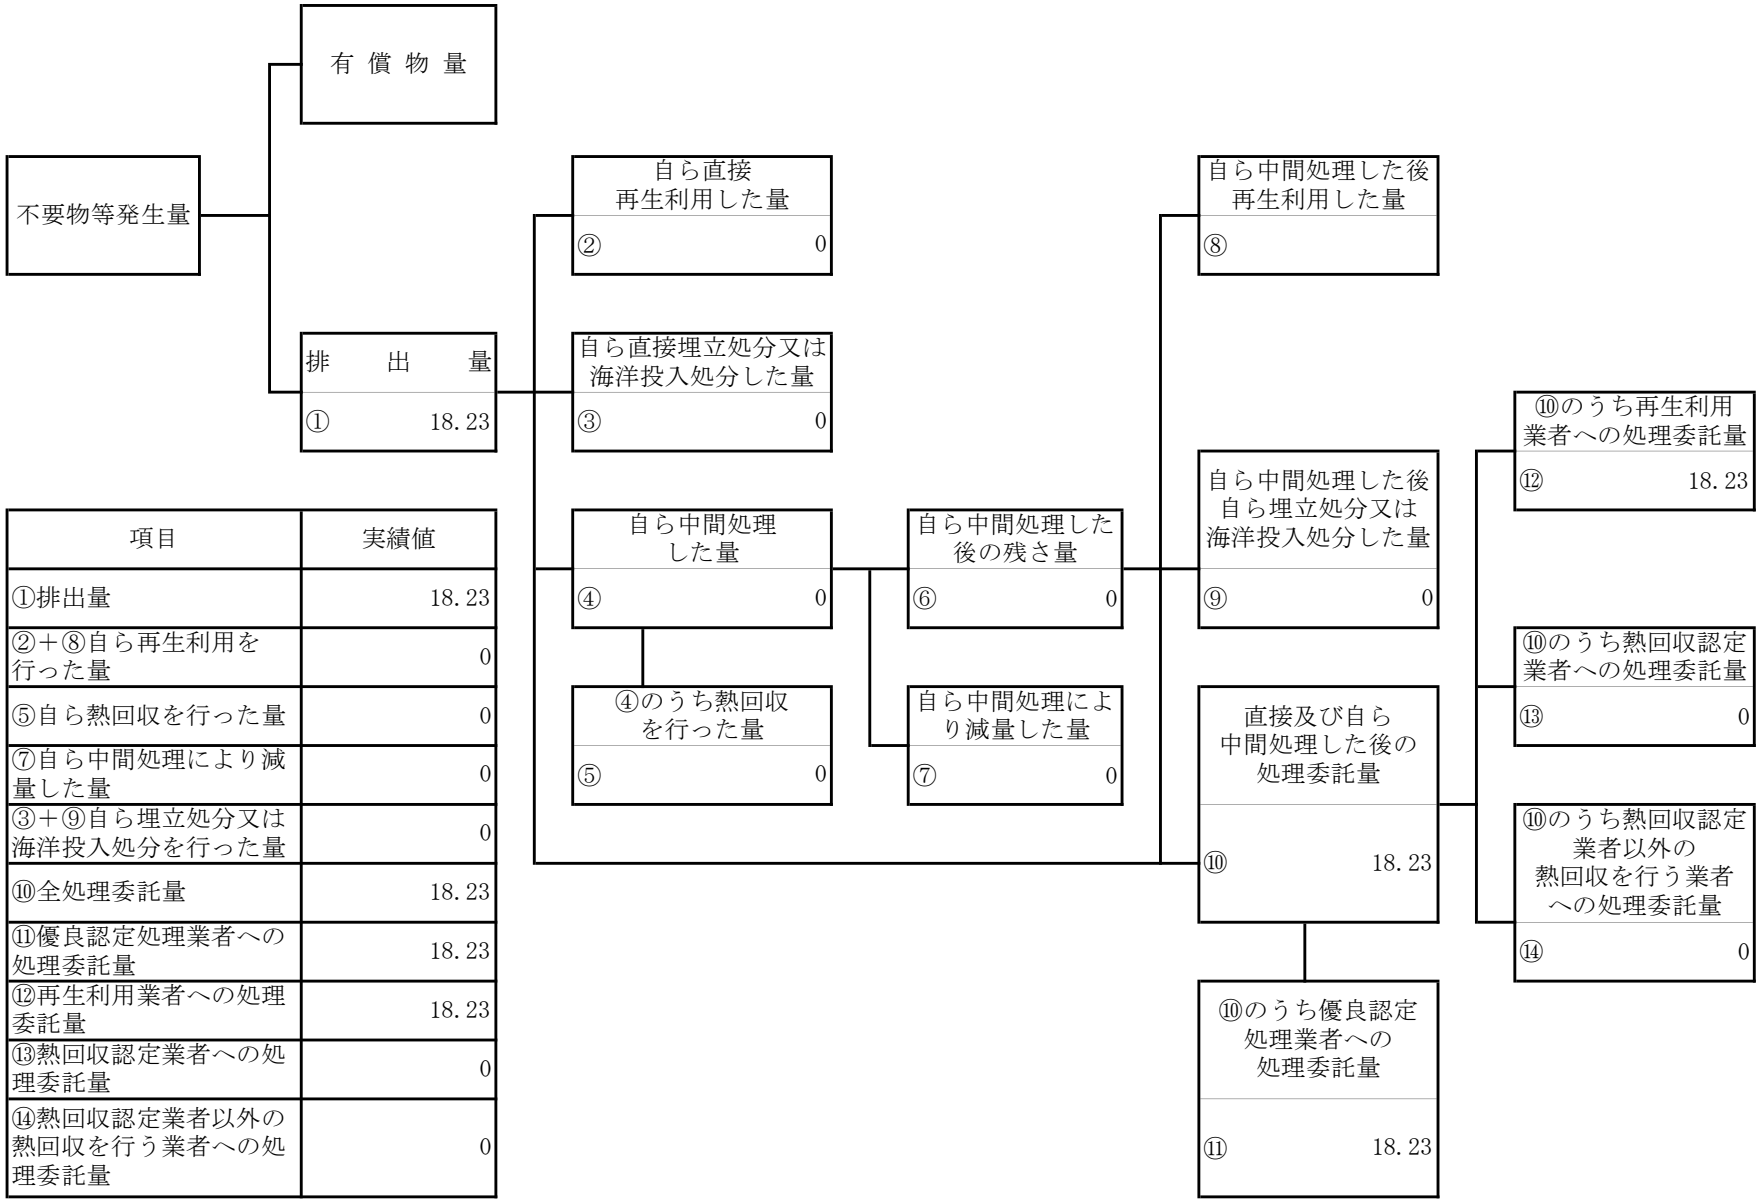 有 償 物 量
不要物等発生量
排 出 量
① 18.23
自ら直接
再生利用した量
② 0
自ら直接埋立処分又は
海洋投入処分した量
③ 0
自ら中間処理
した量
④ 0
④のうち熱回収
を行った量
⑤ 0
自ら中間処理した
後の残さ量
⑥ 0
自ら中間処理によ
り減量した量
⑦ 0
自ら中間処理した後
再生利用した量
⑧
自ら中間処理した後
自ら埋立処分又は
海洋投入処分した量
⑨ 0
直接及び自ら
中間処理した後の
処理委託量
⑩ 18.23
⑩のうち優良認定
処理業者への
処理委託量
⑪ 18.23
⑩のうち再生利用
業者への処理委託量
⑫ 18.23
⑩のうち熱回収認定
業者への処理委託量
⑬ 0
⑩のうち熱回収認定
業者以外の
熱回収を行う業者
への処理委託量
⑭ 0
項目 実績値
①排出量 18.23
②＋⑧自ら再生利用を
行った量 0
⑤自ら熱回収を行った量 0
⑦自ら中間処理により減
量した量 0
③＋⑨自ら埋立処分又は
海洋投入処分を行った量 0
⑩全処理委託量 18.23
⑪優良認定処理業者への
処理委託量 18.23
⑫再生利用業者への処理
委託量 18.23
⑬熱回収認定業者への処
理委託量 0
⑭熱回収認定業者以外の
熱回収を行う業者への処
理委託量 0